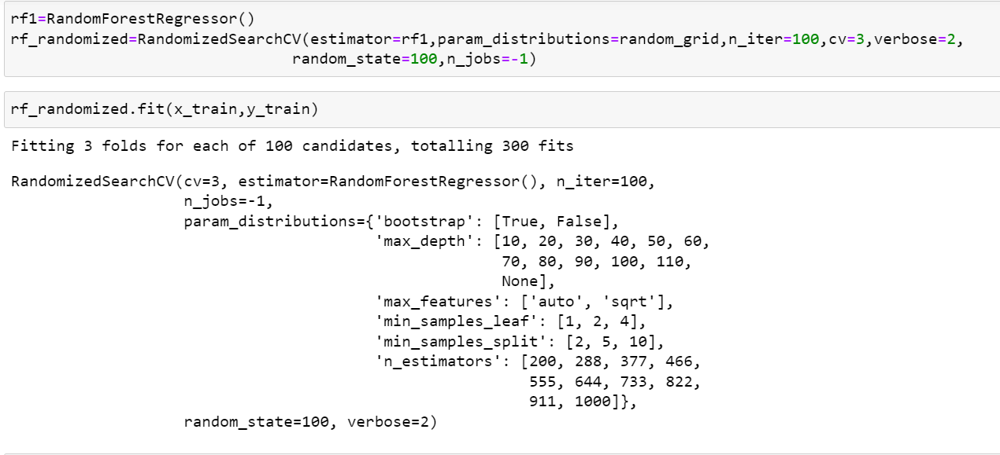 rf1=RandomForestRegressor()
rf_randomized=RandomizedSearchCV(estimator=rf1,param_distributions=random_grid,n_iter=100,cv=3,verbose=2,
random_state=100,n_jobs=-1)
rf_randomized.fit(x_train,y_train)
Fitting 3 folds for each of 100 candidates, totalling 300 fits
RandomizedSearchCV(cv=3, estimator=RandomForestRegressor(), n_iter=100,
n_jobs=-1,
param_distributions={'bootstrap': [True, False],
'max_depth': [10, 20, 30, 40, 50, 60,
70, 80, 90, 100, 110,
None],
'max_features': ['auto', 'sqrt'],
'min_samples_leaf': [1, 2, 4],
'min_samples_split': [2, 5, 10],
'n_estimators': [200, 288, 377, 466,
555, 644, 733, 822,
911, 1000]},
random_state=100, verbose=2)